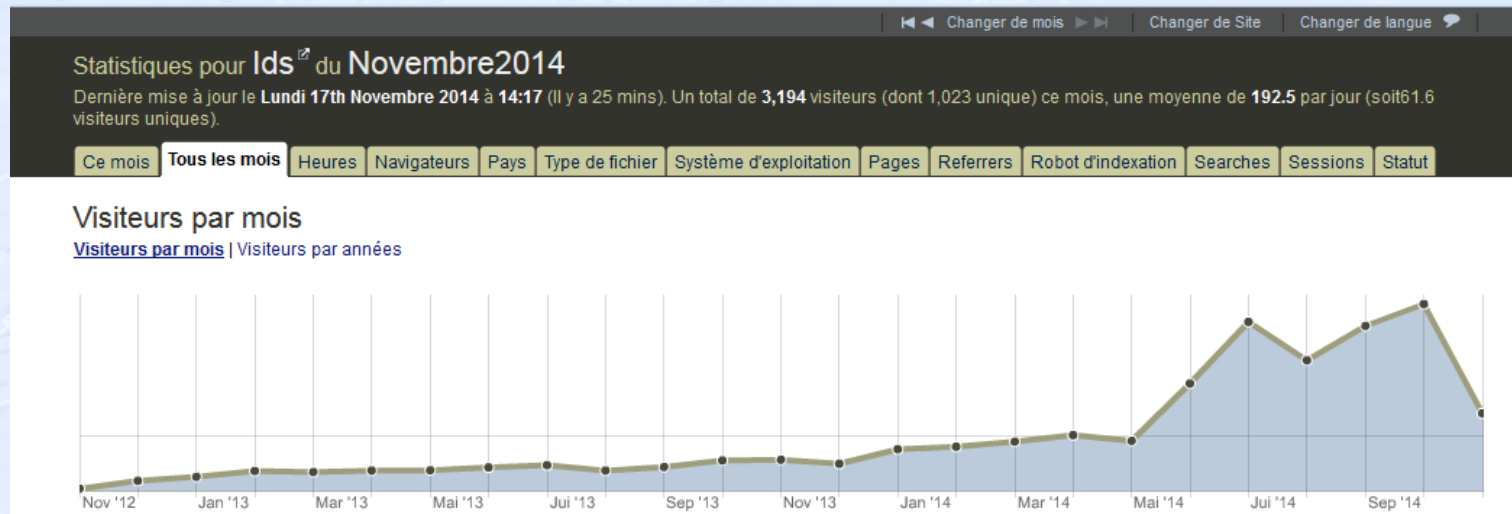 Changer de mois Changer de Site Changer de langue
Statistiques pour Ids du Novembre2014
Dernière mise à jour le Lundi 17th Novembre 2014 à 14:17 (Il y a 25 mins). Un total de 3,194 visiteurs (dont 1,023 unique) ce mois, une moyenne de 192.5 par jour (soit61.6
visiteurs uniques).
Ce mois Tous les mois Heures Navigateurs Pays Type de fichier Système d'exploitation Pages Referrers Robot d'indexation Searches Sessions Statut
Visiteurs par mois
Visiteurs par mois | Visiteurs par années
Nov '12 Jan '13 Mar '13 Mai '13 Jui '13 Sep '13 Nov '13 Jan '14 Mar '14 Mai '14 Jui '14 Sep '14